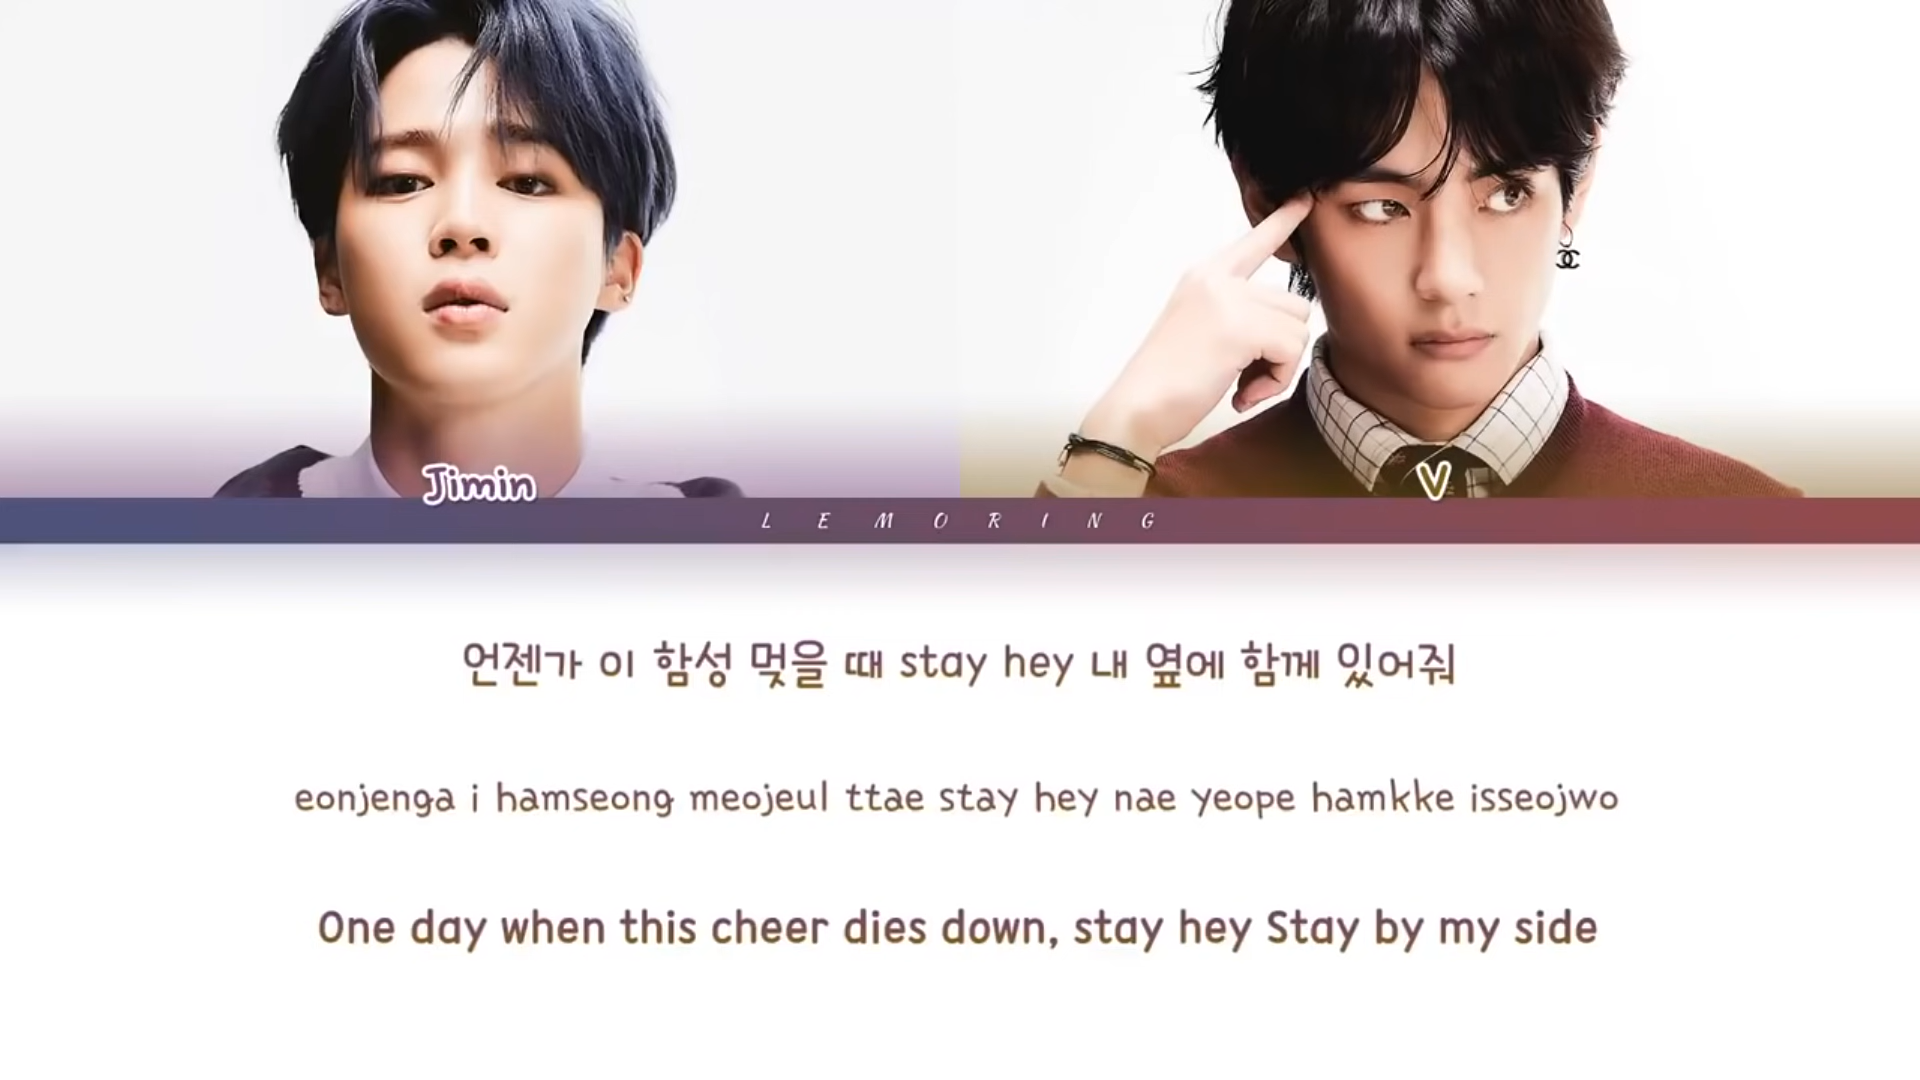 Jimin
V
LEMORING
언젠가 이 함성 멎을 때 stay hey 내 옆에 함께 있어줘
eonjenga i hamseong meojeul ttae stay hey nae yeope hamkke isseojwo
One day when this cheer dies down, stay hey Stay by my side